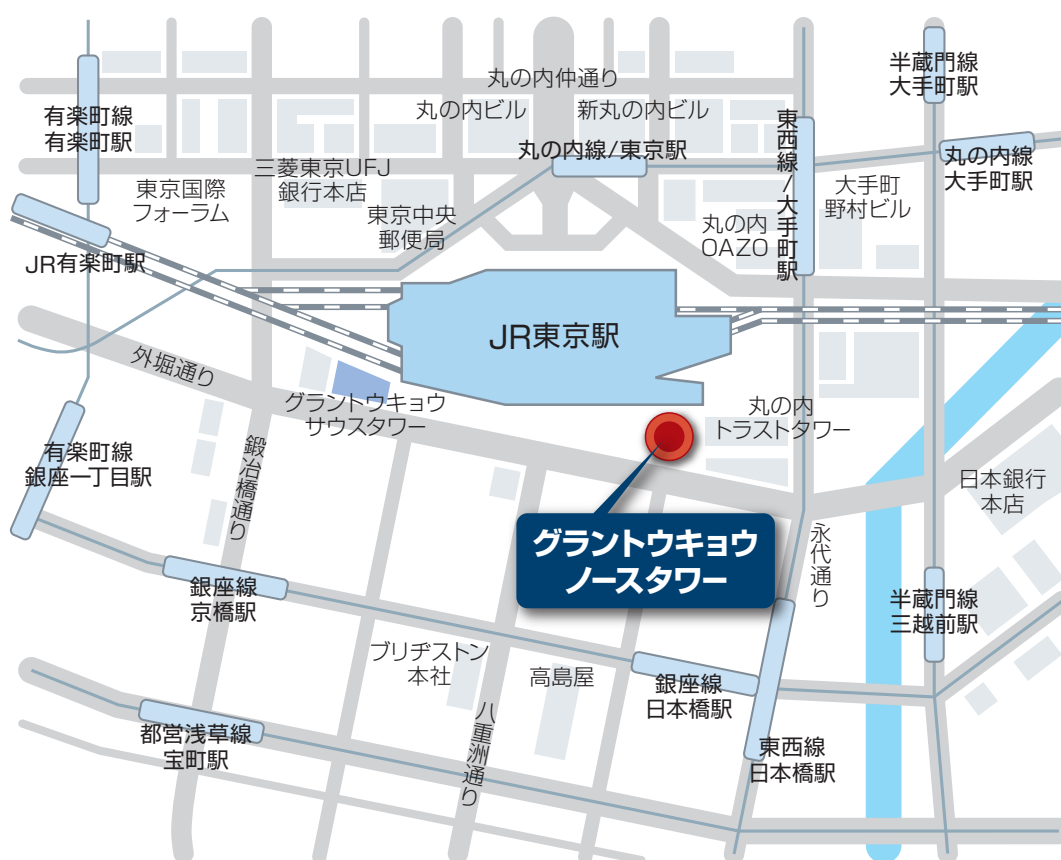 丸の内仲通り
半蔵門線
大手町駅
有楽町線
有楽町駅
丸の内ビル
新丸の内ビル
東西線/大手町駅
丸の内線/東京駅
丸の内線
大手町駅
三菱東京UFJ
銀行本店
東京国際
フォーラム
大手町
野村ビル
東京中央
郵便局
丸の内
OAZO
JR有楽町駅
JR東京駅
外堀通り
グラントウキョウ
サウスタワー
丸の内
トラストタワー
有楽町線
銀座一丁目駅
鍛冶橋通り
日本銀行
本店
グラントウキョウ
ノースタワー
永代通り
銀座線
京橋駅
半蔵門線
三越前駅
ブリヂストン
本社
高島屋
銀座線
日本橋駅
八重洲通り
都営浅草線
宝町駅
東西線
日本橋駅